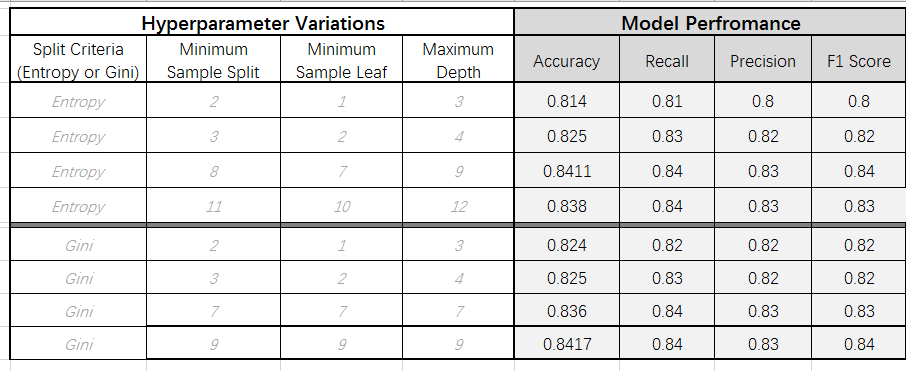 Hyperparameter Variations Model Perfromance
Split Criteria (Entropy or Gini) Minimum Sample Split Minimum Sample Leaf Maximum Depth Accuracy Recall Precision F1 Score
Entropy 2 1 3 0.814 0.81 0.8 0.8
Entropy 3 2 4 0.825 0.83 0.82 0.82
Entropy 8 7 9 0.8411 0.84 0.83 0.84
Entropy 11 10 12 0.838 0.84 0.83 0.83
Gini 2 1 3 0.824 0.82 0.82 0.82
Gini 3 2 4 0.825 0.83 0.82 0.82
Gini 7 7 7 0.836 0.84 0.83 0.83
Gini 9 9 9 0.8417 0.84 0.83 0.84